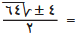 = ٤ ± √٦٤
٢